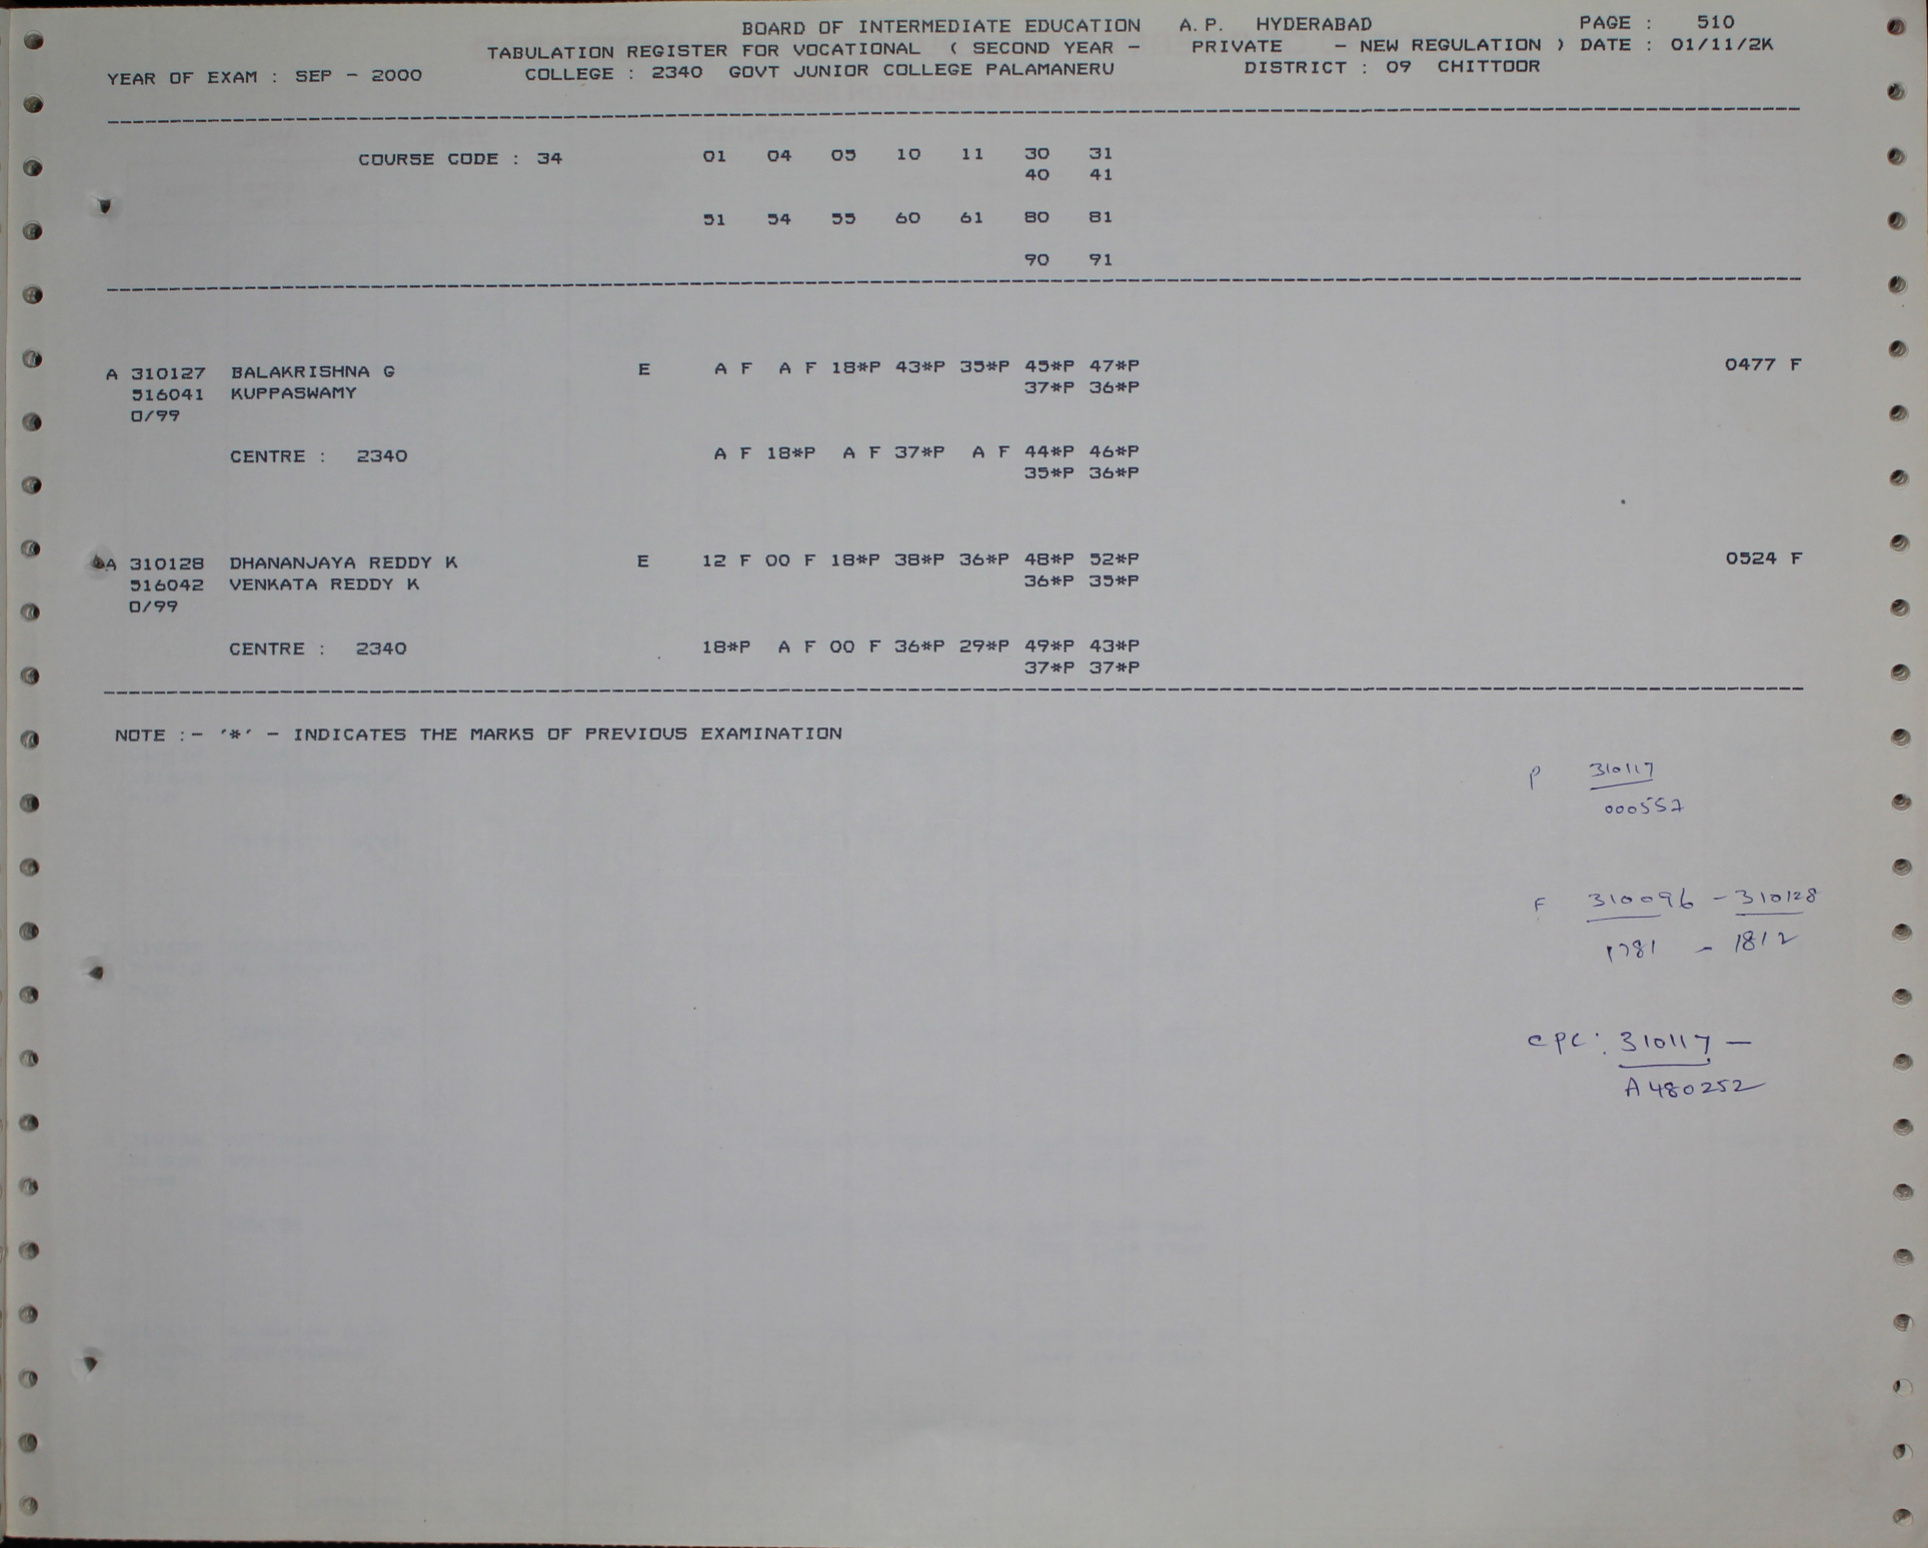 BOARD OF INTERMEDIATE EDUCATION A.P. HYDERABAD PAGE : 510
TABULATION REGISTER FOR VOCATIONAL ( SECOND YEAR - PRIVATE - NEW REGULATION ) DATE : 01/11/2K
YEAR OF EXAM : SEP - 2000 COLLEGE : 2340 GOVT JUNIOR COLLEGE PALAMANERU DISTRICT : 09 CHITTOOR
COURSE CODE : 34 01 04 05 10 11 30 31
40 41
51 54 55 60 61 80 81
90 91
A 310127 BALAKRISHNA G E A F A F 18*P 43*P 35*P 45*P 47*P 0477 F
516041 KUPPASWAMY 37*P 36*P
O/99
CENTRE : 2340 A F 18*P A F 37*P A F 44*P 46*P
35*P 36*P
A 310128 DHANANJAYA REDDY K E 12 F 00 F 18*P 38*P 36*P 48*P 52*P 0524 F
516042 VENKATA REDDY K 36*P 35*P
O/99
CENTRE : 2340 18*P A F 00 F 36*P 29*P 49*P 43*P
37*P 37*P
NOTE :- '*' - INDICATES THE MARKS OF PREVIOUS EXAMINATION
P 310117
000557
F 310096 - 310128
1781 - 1812
CPC : 310117 -
A 480252